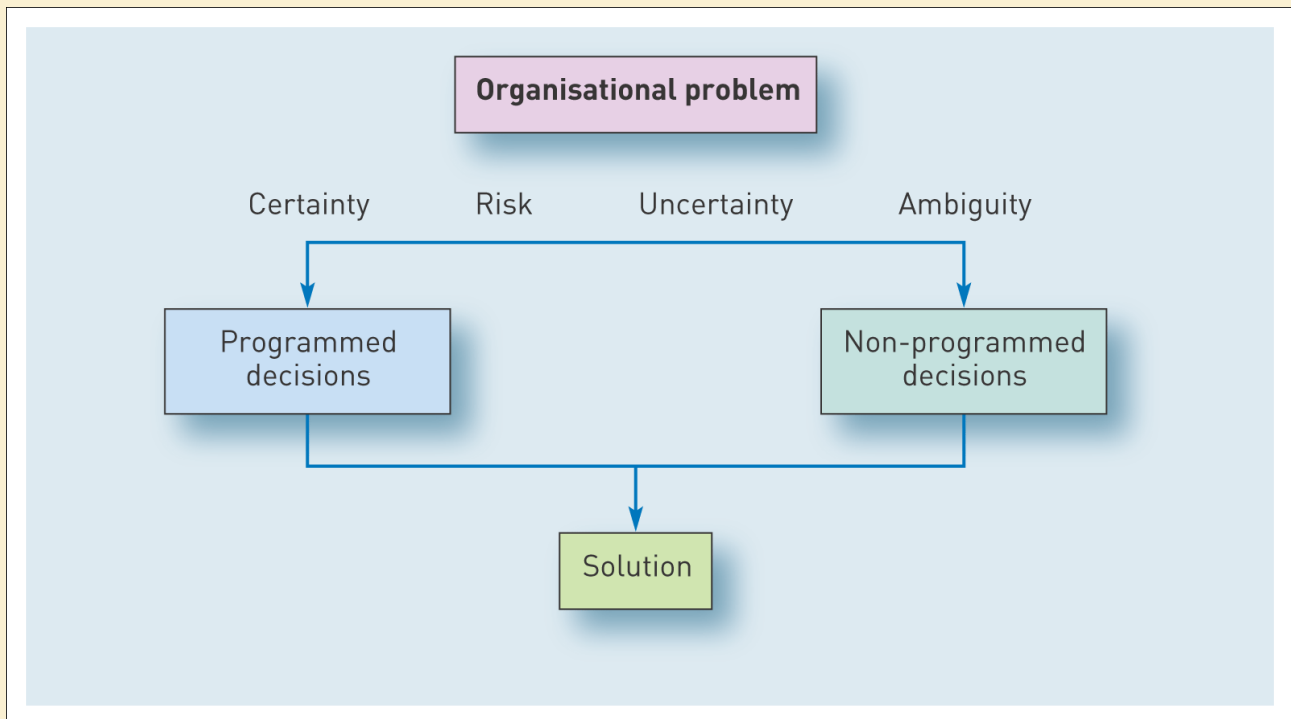 Organisational problem
Certainty Risk Uncertainty Ambiguity
Programmed
decisions
Non-programmed
decisions
Solution